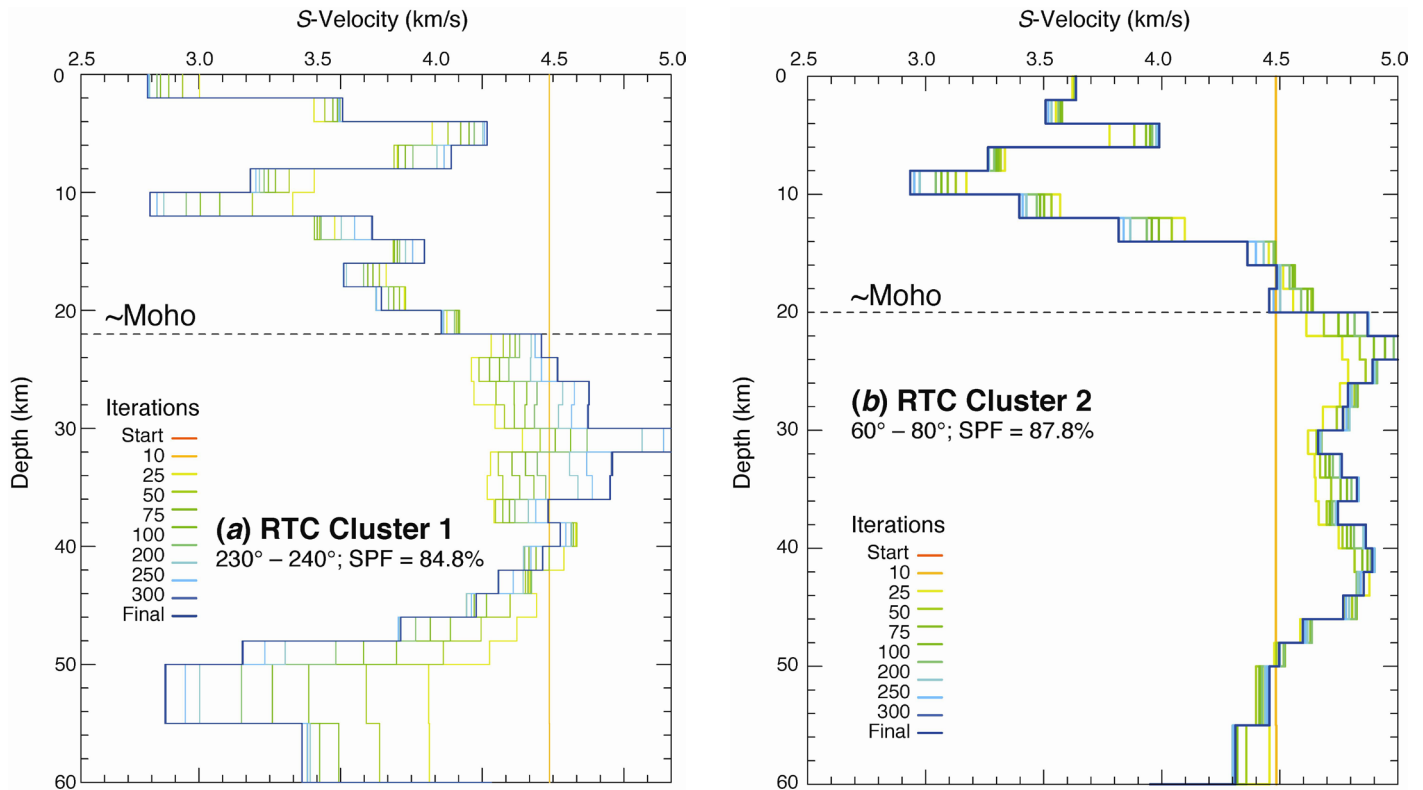 S-Velocity (km/s)
2.5 3.0 3.5 4.0 4.5 5.0
0
10
20
30
40
50
60
Depth (km)
~Moho
Iterations
Start
10
25
50
75
100
200
250
300
Final
(a) RTC Cluster 1
230° – 240°; SPF = 84.8%
S-Velocity (km/s)
2.5 3.0 3.5 4.0 4.5 5.0
0
10
20
30
40
50
60
Depth (km)
~Moho
(b) RTC Cluster 2
60° – 80°; SPF = 87.8%
Iterations
Start
10
25
50
75
100
200
250
300
Final